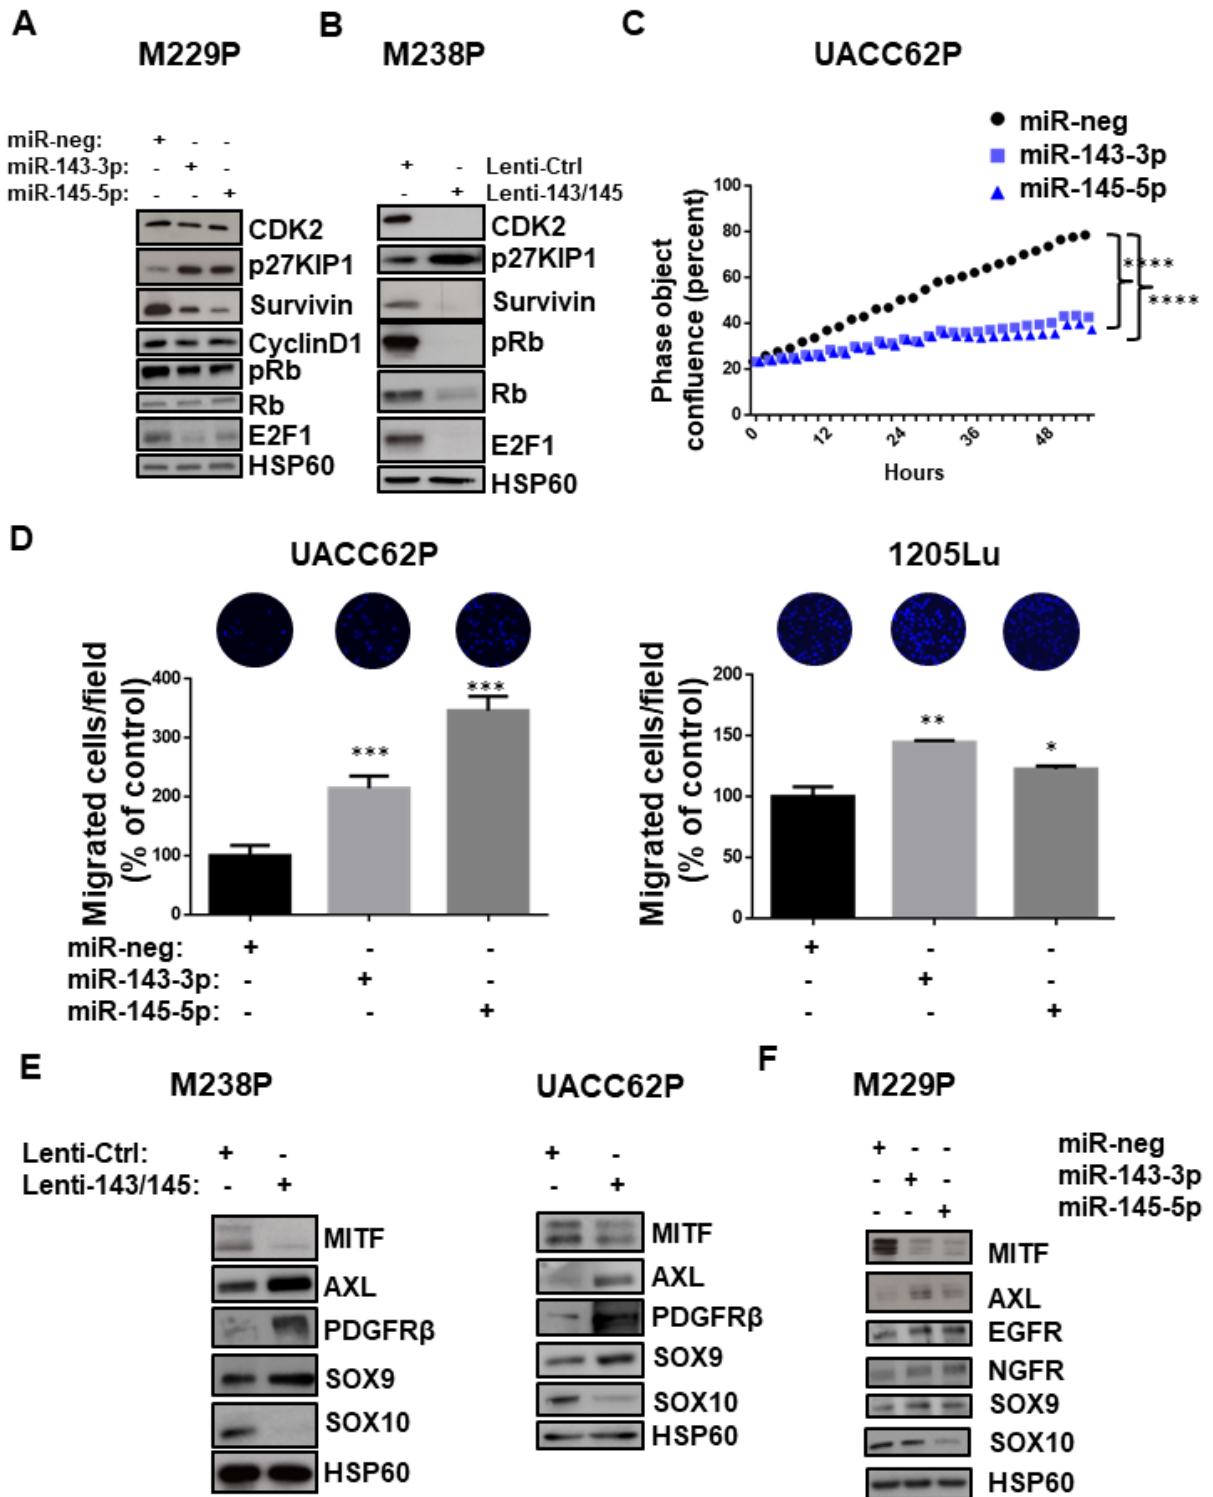 A
M229P
miR-neg: + - -
miR-143-3p: - + -
miR-145-5p: - - +
CDK2
p27KIP1
Survivin
CyclinD1
pRb
Rb
E2F1
HSP60
B
M238P
+ - Lenti-Ctrl
- + Lenti-143/145
CDK2
p27KIP1
Survivin
pRb
Rb
E2F1
HSP60
C
UACC62P
miR-neg
miR-143-3p
miR-145-5p
Phase object
confluence (percent)
100
80
60
40
20
0
0 12 24 36 48
Hours
****
****
D
UACC62P
Migrated cells/field
(% of control)
400
300
200
100
0
***
***
miR-neg: + - -
miR-143-3p: - + -
miR-145-5p: - - +
1205Lu
Migrated cells/field
(% of control)
200
150
100
50
0
**
*
+ - -
- + -
- - +
E
M238P
Lenti-Ctrl: + -
Lenti-143/145: - +
MITF
AXL
PDGFRβ
SOX9
SOX10
HSP60
UACC62P
+ -
- +
MITF
AXL
PDGFRβ
SOX9
SOX10
HSP60
F
M229P
+ - - miR-neg
- + - miR-143-3p
- - + miR-145-5p
MITF
AXL
EGFR
NGFR
SOX9
SOX10
HSP60